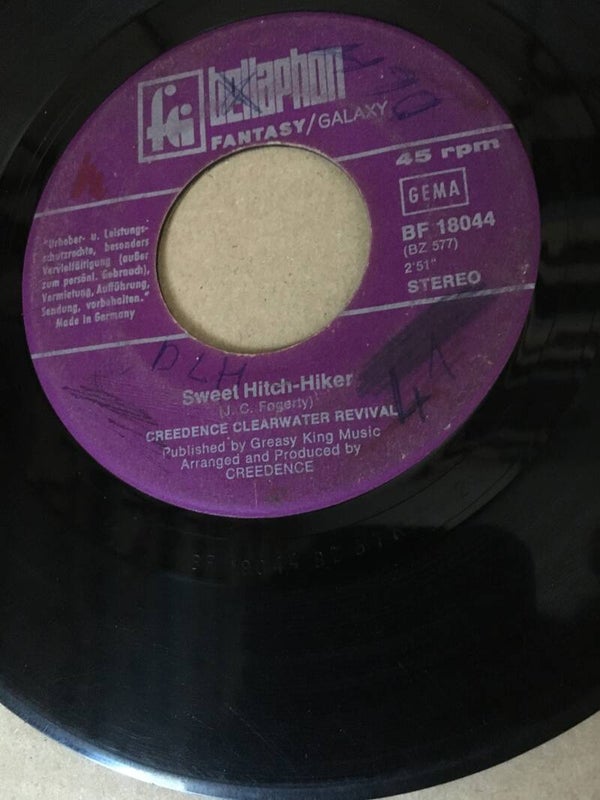 fG bellaphon
FANTASY/GALAXY
45 rpm
GEMA
BF 18044
(BZ 577)
2'51"
STEREO
"Urheber- u. Leistungs-
schutzrechte, besonders
Vervielfältigung (außer
zum persönl. Gebrauch),
Vermietung, Aufführung,
Sendung, vorbehalten."
Made in Germany
DLH
Sweet Hitch-Hiker
(J. C. Fogerty)
CREEDENCE CLEARWATER REVIVAL
Published by Greasy King Music
Arranged and Produced by
CREEDENCE